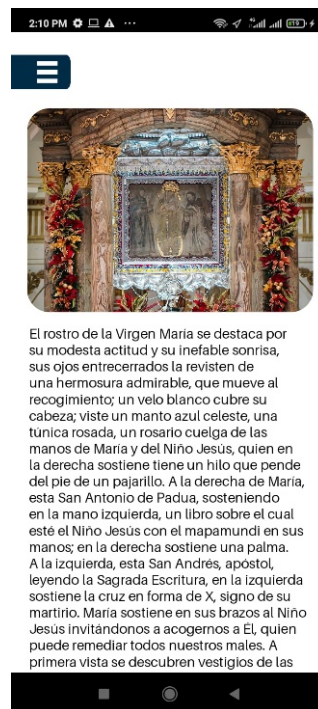 2:10 PM
El rostro de la Virgen María se destaca por
su modesta actitud y su inefable sonrisa,
sus ojos entrecerrados la revisten de
una hermosura admirable, que mueve al
recogimiento; un velo blanco cubre su
cabeza; viste un manto azul celeste, una
túnica rosada, un rosario cuelga de las
manos de María y del Niño Jesús, quien en
la derecha sostiene tiene un hilo que pende
del pie de un pajarillo. A la derecha de María,
esta San Antonio de Padua, sosteniendo
en la mano izquierda, un libro sobre el cual
esté el Niño Jesús con el mapamundi en sus
manos; en la derecha sostiene una palma.
A la izquierda, esta San Andrés, apóstol,
leyendo la Sagrada Escritura, en la izquierda
sostiene la cruz en forma de X, signo de su
martirio. María sostiene en sus brazos al Niño
Jesús invitándonos a acogernos a Él, quien
puede remediar todos nuestros males. A
primera vista se descubren vestigios de las